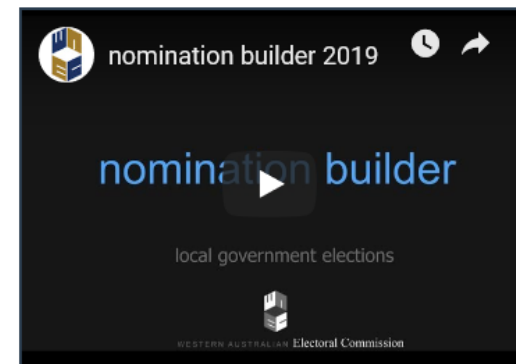 nomination builder 2019
nomination builder
local government elections
WESTERN AUSTRALIAN Electoral Commission